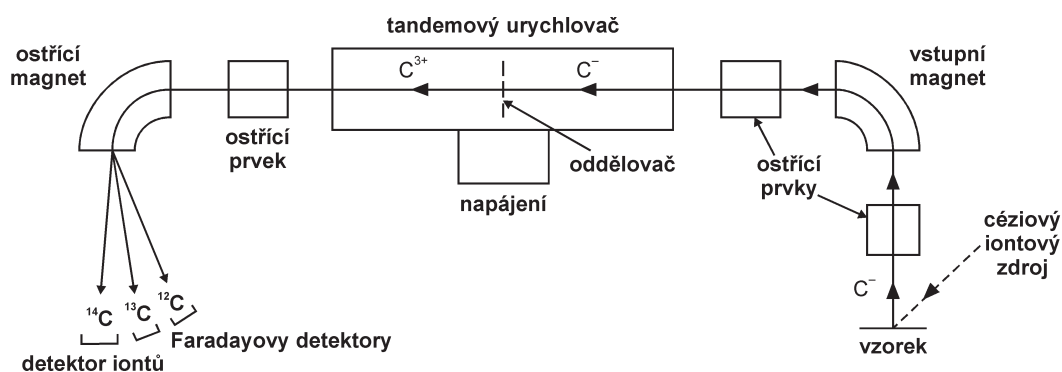 tandemový urychlovač
ostřící
magnet
vstupní
magnet
C3+
C−
ostřící
prvek
oddělovač
ostřící
prvky
napájení
céziový
iontový
zdroj
C−
14C
13C
12C
Faradayovy detektory
detektor iontů
vzorek